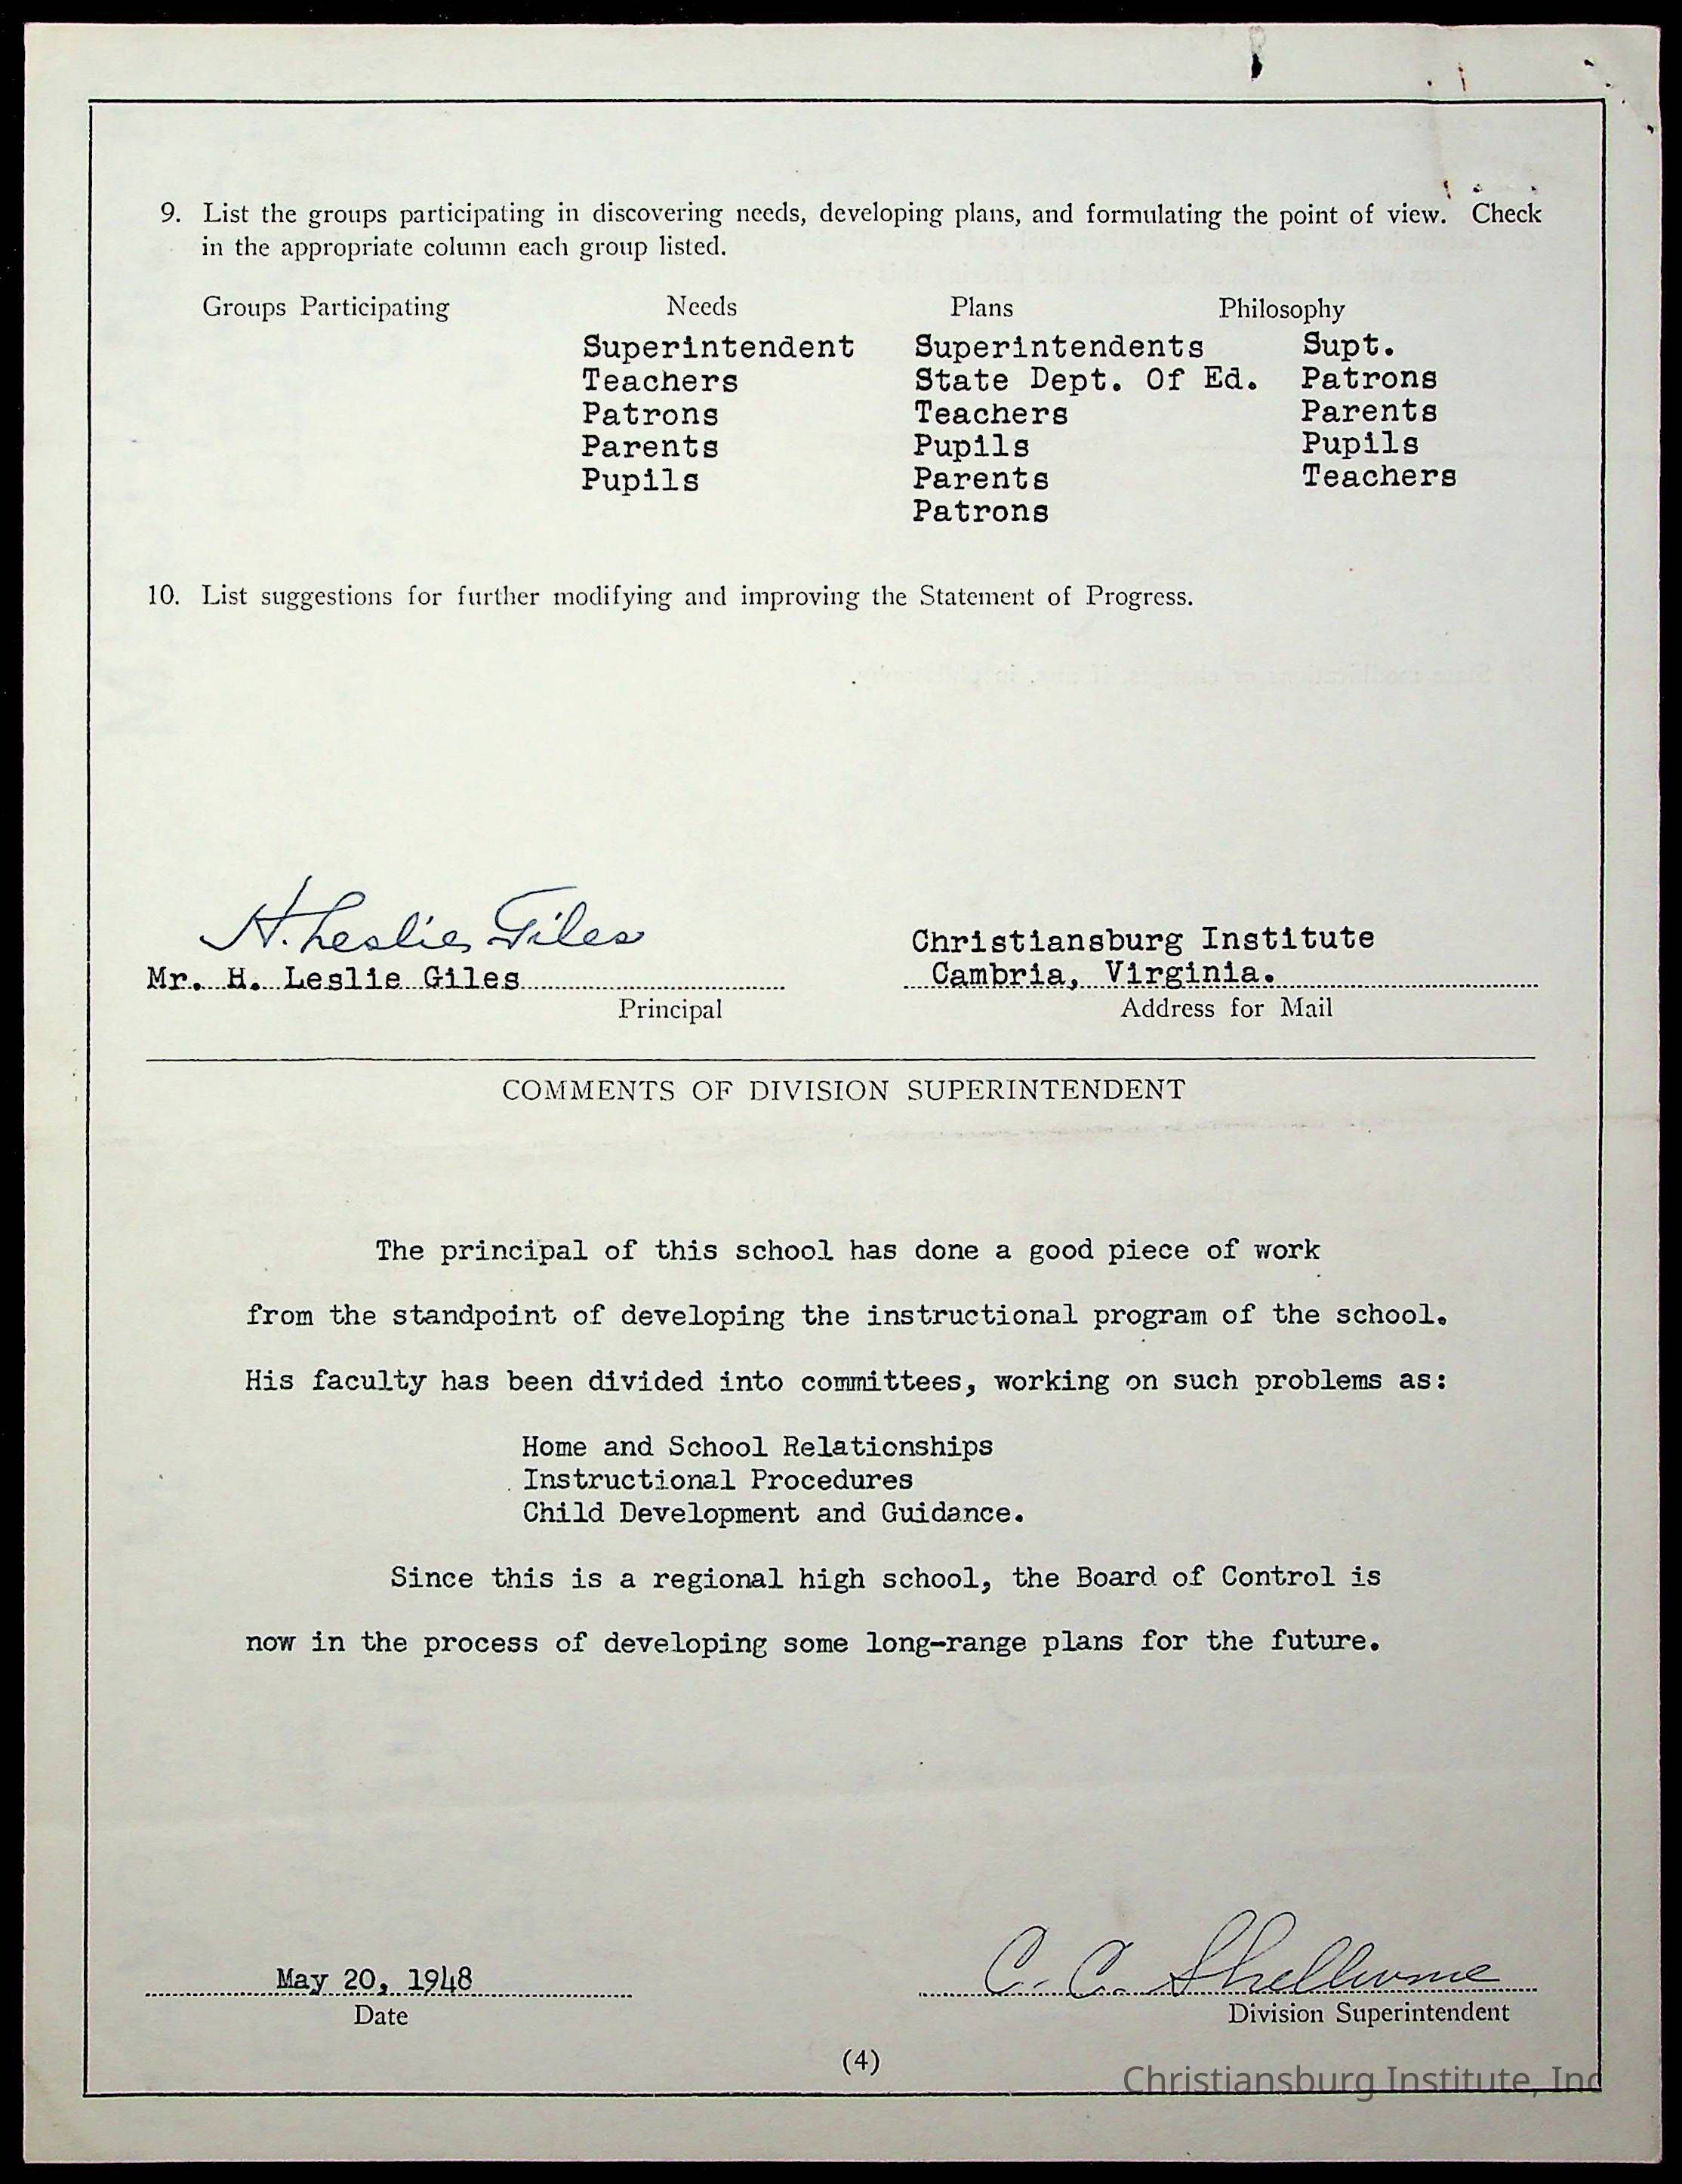 9. List the groups participating in discovering needs, developing plans, and formulating the point of view. Check
in the appropriate column each group listed.
Groups Participating Needs Plans Philosophy
Superintendent Superintendents Supt.
Teachers State Dept. Of Ed. Patrons
Patrons Teachers Parents
Parents Pupils Pupils
Pupils Parents Teachers
Patrons
10. List suggestions for further modifying and improving the Statement of Progress.
H. Leslie Giles
Christiansburg Institute
Mr. H. Leslie Giles Cambria, Virginia.
Principal Address for Mail
COMMENTS OF DIVISION SUPERINTENDENT
The principal of this school has done a good piece of work
from the standpoint of developing the instructional program of the school.
His faculty has been divided into committees, working on such problems as:
Home and School Relationships
Instructional Procedures
Child Development and Guidance.
Since this is a regional high school, the Board of Control is
now in the process of developing some long-range plans for the future.
May 20, 1948 C. C. Shelburne
Date Division Superintendent
(4)
Christiansburg Institute, Inc